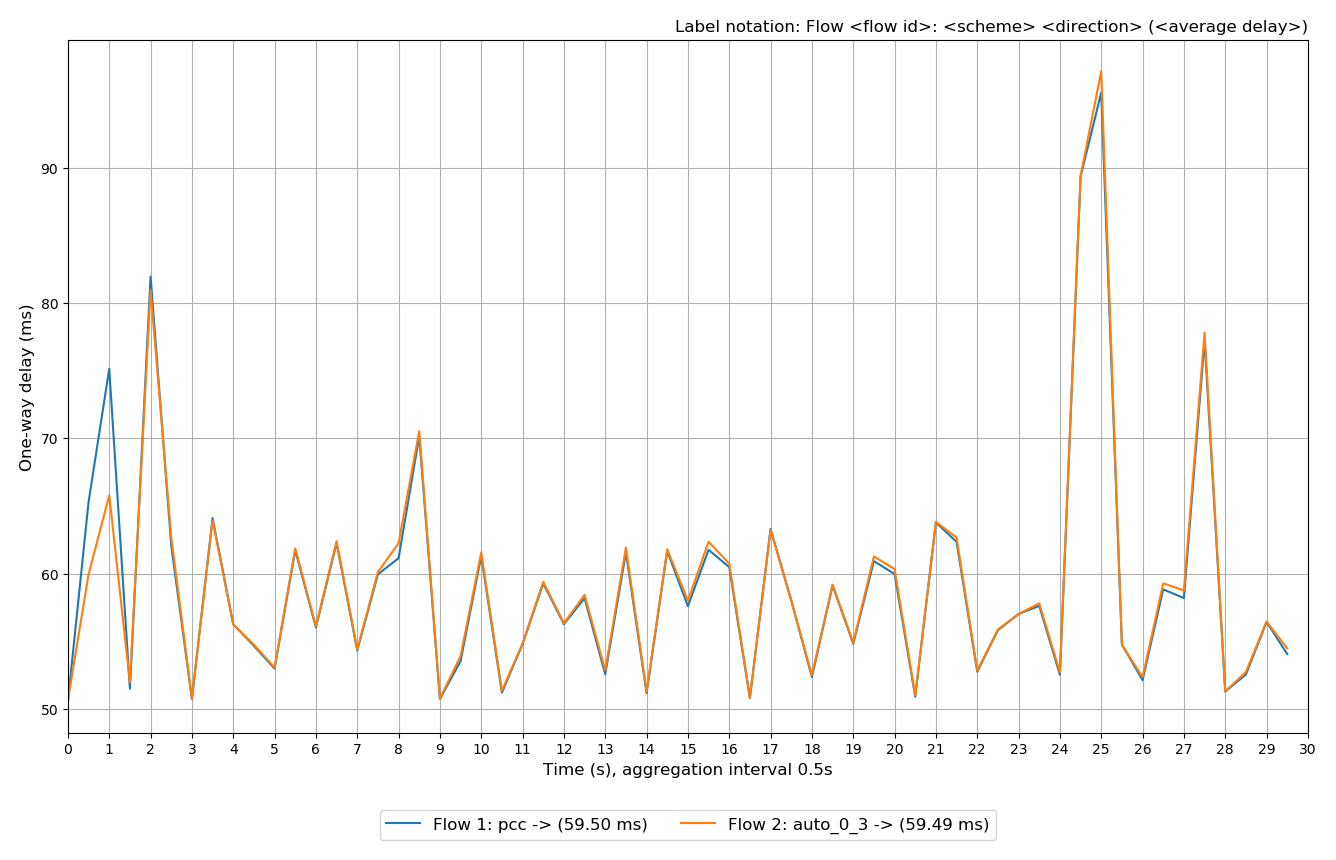 Label notation: Flow <flow id>: <scheme> <direction> (<average delay>)
One-way delay (ms)
90
80
70
60
50
0 1 2 3 4 5 6 7 8 9 10 11 12 13 14 15 16 17 18 19 20 21 22 23 24 25 26 27 28 29 30
Time (s), aggregation interval 0.5s
Flow 1: pcc -> (59.50 ms) Flow 2: auto_0_3 -> (59.49 ms)